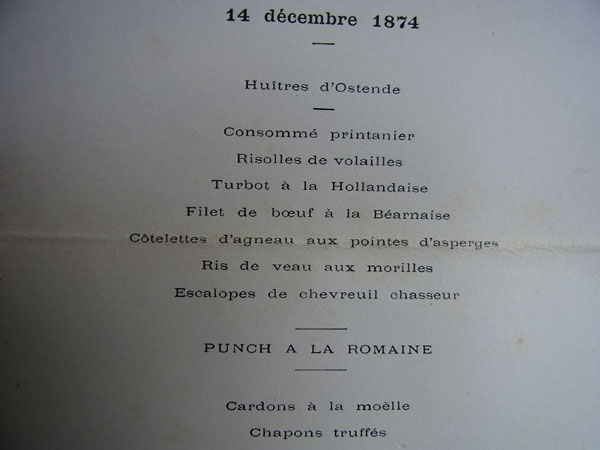 14 décembre 1874
Huîtres d'Ostende
Consommé printanier
Risolles de volailles
Turbot à la Hollandaise
Filet de bœuf à la Béarnaise
Côtelettes d'agneau aux pointes d'asperges
Ris de veau aux morilles
Escalopes de chevreuil chasseur
PUNCH A LA ROMAINE
Cardons à la moëlle
Chapons truffés